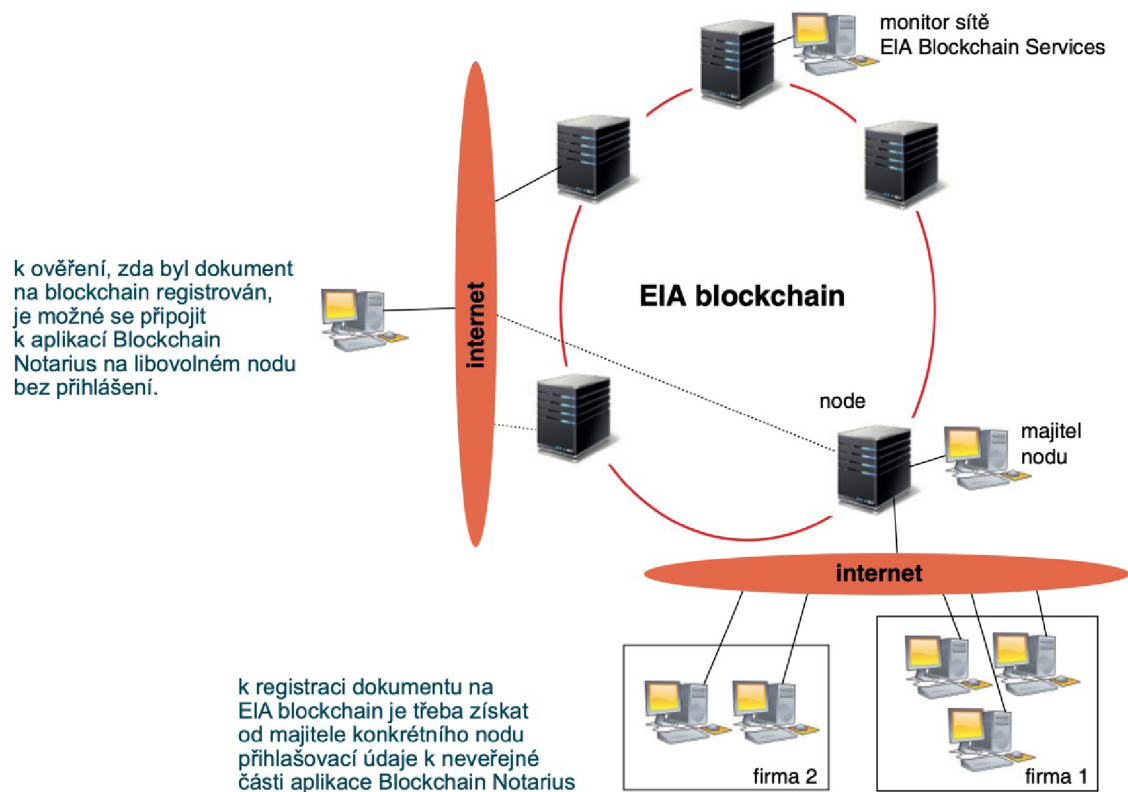 monitor sítě
EIA Blockchain Services
k ověření, zda byl dokument
na blockchain registrován,
je možné se připojit
k aplikací Blockchain
Notarius na libovolném nodu
bez přihlášení.
internet
EIA blockchain
node
majitel
nodu
internet
k registraci dokumentu na
EIA blockchain je třeba získat
od majitele konkrétního nodu
přihlašovací údaje k neveřejné
části aplikace Blockchain Notarius
firma 2
firma 1